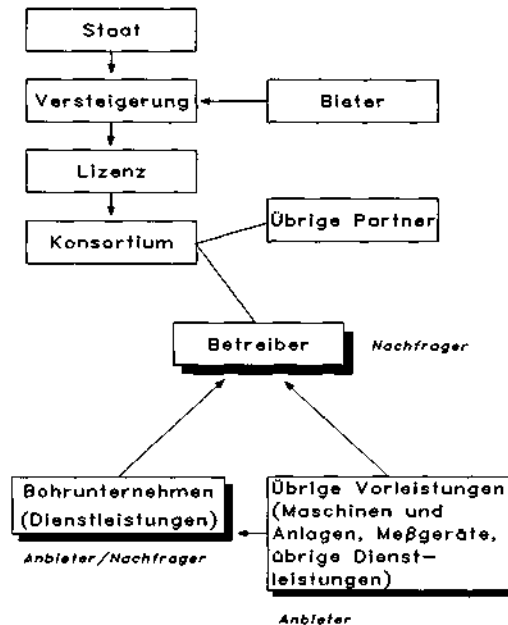 Staat
Versteigerung
Bieter
Lizenz
Übrige Partner
Konsortium
Betreiber
Nachfrager
Bohrunternehmen
(Dienstleistungen)
Anbieter/Nachfrager
Übrige Vorleistungen
(Maschinen und
Anlagen, Meßgeräte,
übrige Dienst-
leistungen)
Anbieter